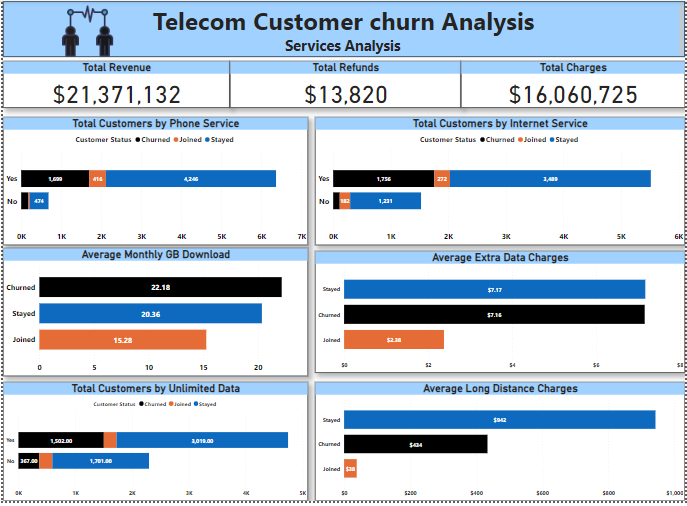 Telecom Customer churn Analysis
Services Analysis
Total Revenue
$21,371,132
Total Refunds
$13,820
Total Charges
$16,060,725
Total Customers by Phone Service
Customer Status Churned Joined Stayed
Yes 1,699 416 4,246
No 474
0K 1K 2K 3K 4K 5K 6K 7K
Total Customers by Internet Service
Customer Status Churned Joined Stayed
Yes 1,756 272 3,489
No 182 1,231
0K 1K 2K 3K 4K 5K 6K
Average Monthly GB Download
Churned 22.18
Stayed 20.36
Joined 15.28
0 5 10 15 20
Average Extra Data Charges
Stayed $7.17
Churned $7.16
Joined $2.38
$0 $2 $4 $6 $8
Total Customers by Unlimited Data
Customer Status Churned Joined Stayed
Yes 1,502.00 3,019.00
No 367.00 1,701.00
0K 1K 2K 3K 4K 5K
Average Long Distance Charges
Stayed $942
Churned $434
Joined $38
$0 $200 $400 $600 $800 $1,000